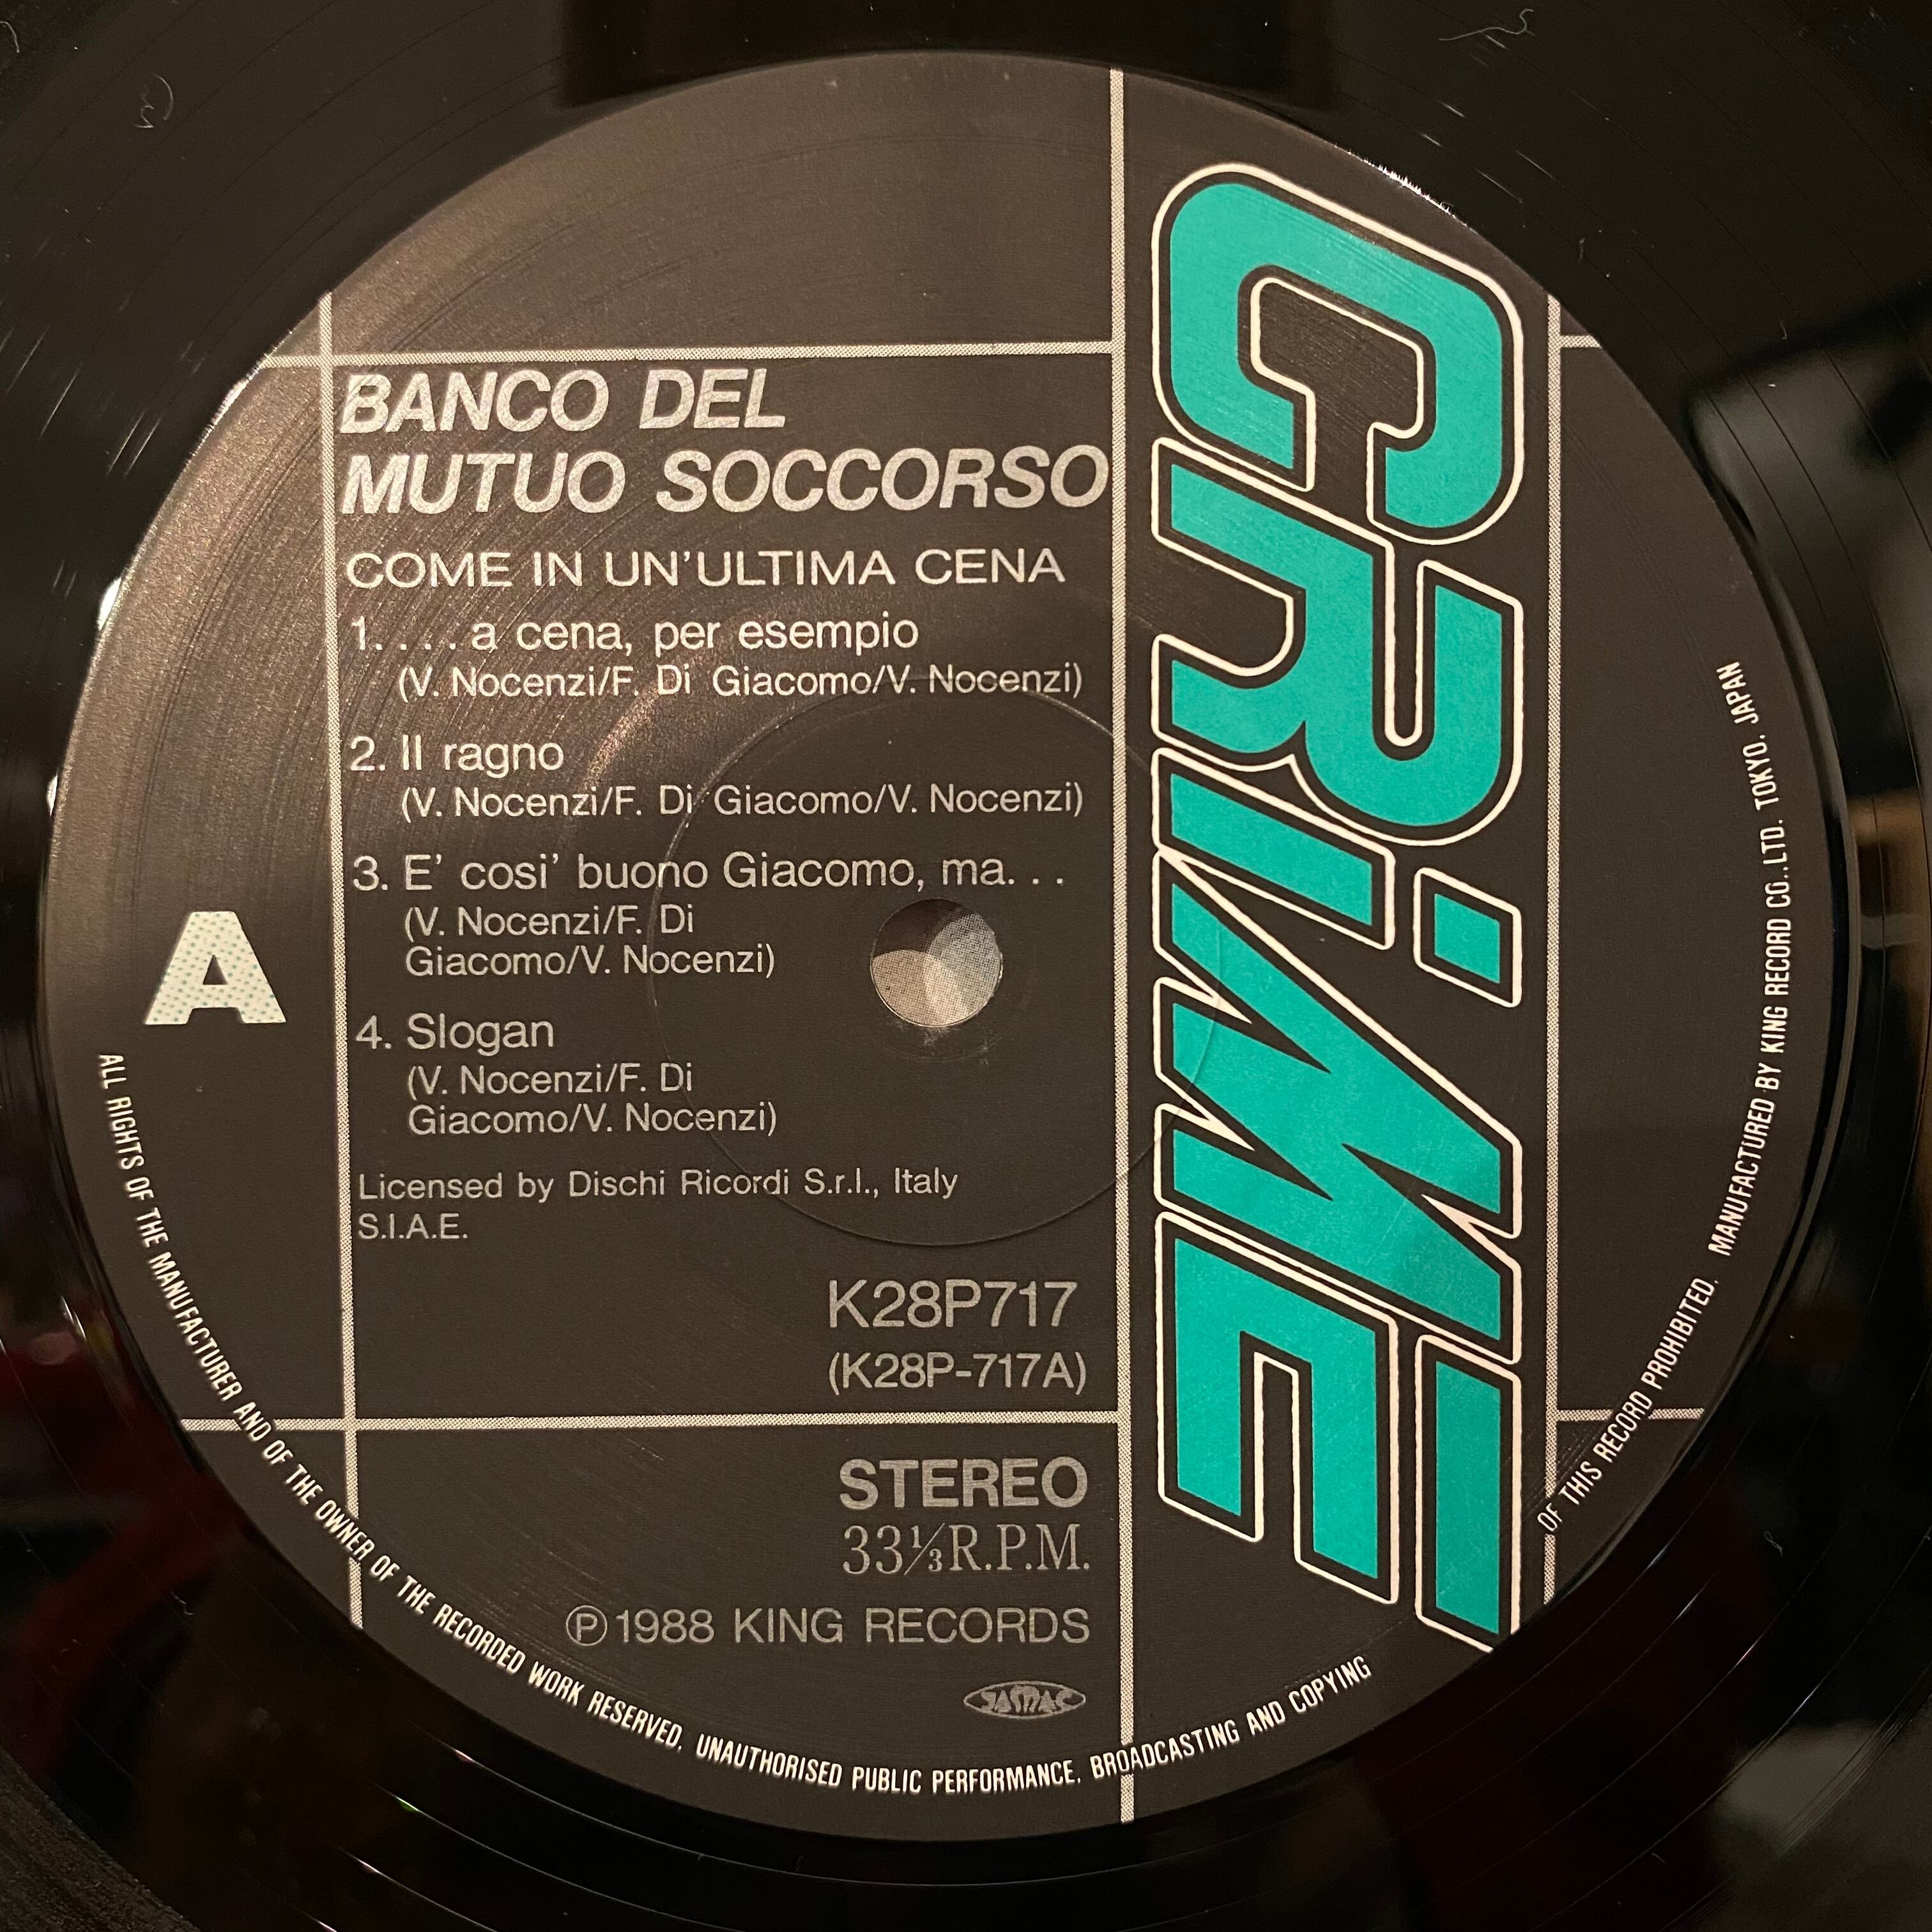 BANCO DEL
MUTUO SOCCORSO
COME IN UN'ULTIMA CENA
1. . . . a cena, per esempio
(V. Nocenzi/F. Di Giacomo/V. Nocenzi)
2. Il ragno
(V. Nocenzi/F. Di Giacomo/V. Nocenzi)
3. E' cosi' buono Giacomo, ma. . .
(V. Nocenzi/F. Di
Giacomo/V. Nocenzi)
4. Slogan
(V. Nocenzi/F. Di
Giacomo/V. Nocenzi)
Licensed by Dischi Ricordi S.r.l., Italy
S.I.A.E.
K28P717
(K28P-717A)
STEREO
33⅓R.P.M.
Ⓟ1988 KING RECORDS
JASRAC
A
CRiME
ALL RIGHTS OF THE MANUFACTURER AND OF THE OWNER OF THE RECORDED WORK RESERVED. UNAUTHORISED PUBLIC PERFORMANCE. BROADCASTING AND COPYING OF THIS RECORD PROHIBITED. MANUFACTURED BY KING RECORD CO.,LTD. TOKYO. JAPAN